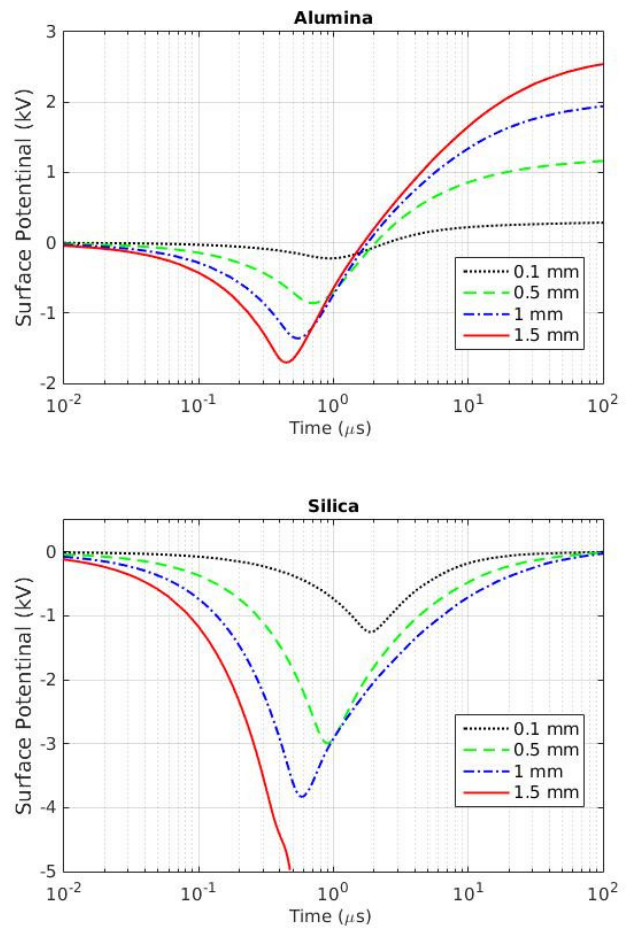 Alumina
Surface Potentinal (kV)
3
2
1
0
-1
-2
10-2
10-1
100
101
102
Time (μs)
0.1 mm
0.5 mm
1 mm
1.5 mm
Silica
Surface Potentinal (kV)
0
-1
-2
-3
-4
-5
10-2
10-1
100
101
102
Time (μs)
0.1 mm
0.5 mm
1 mm
1.5 mm